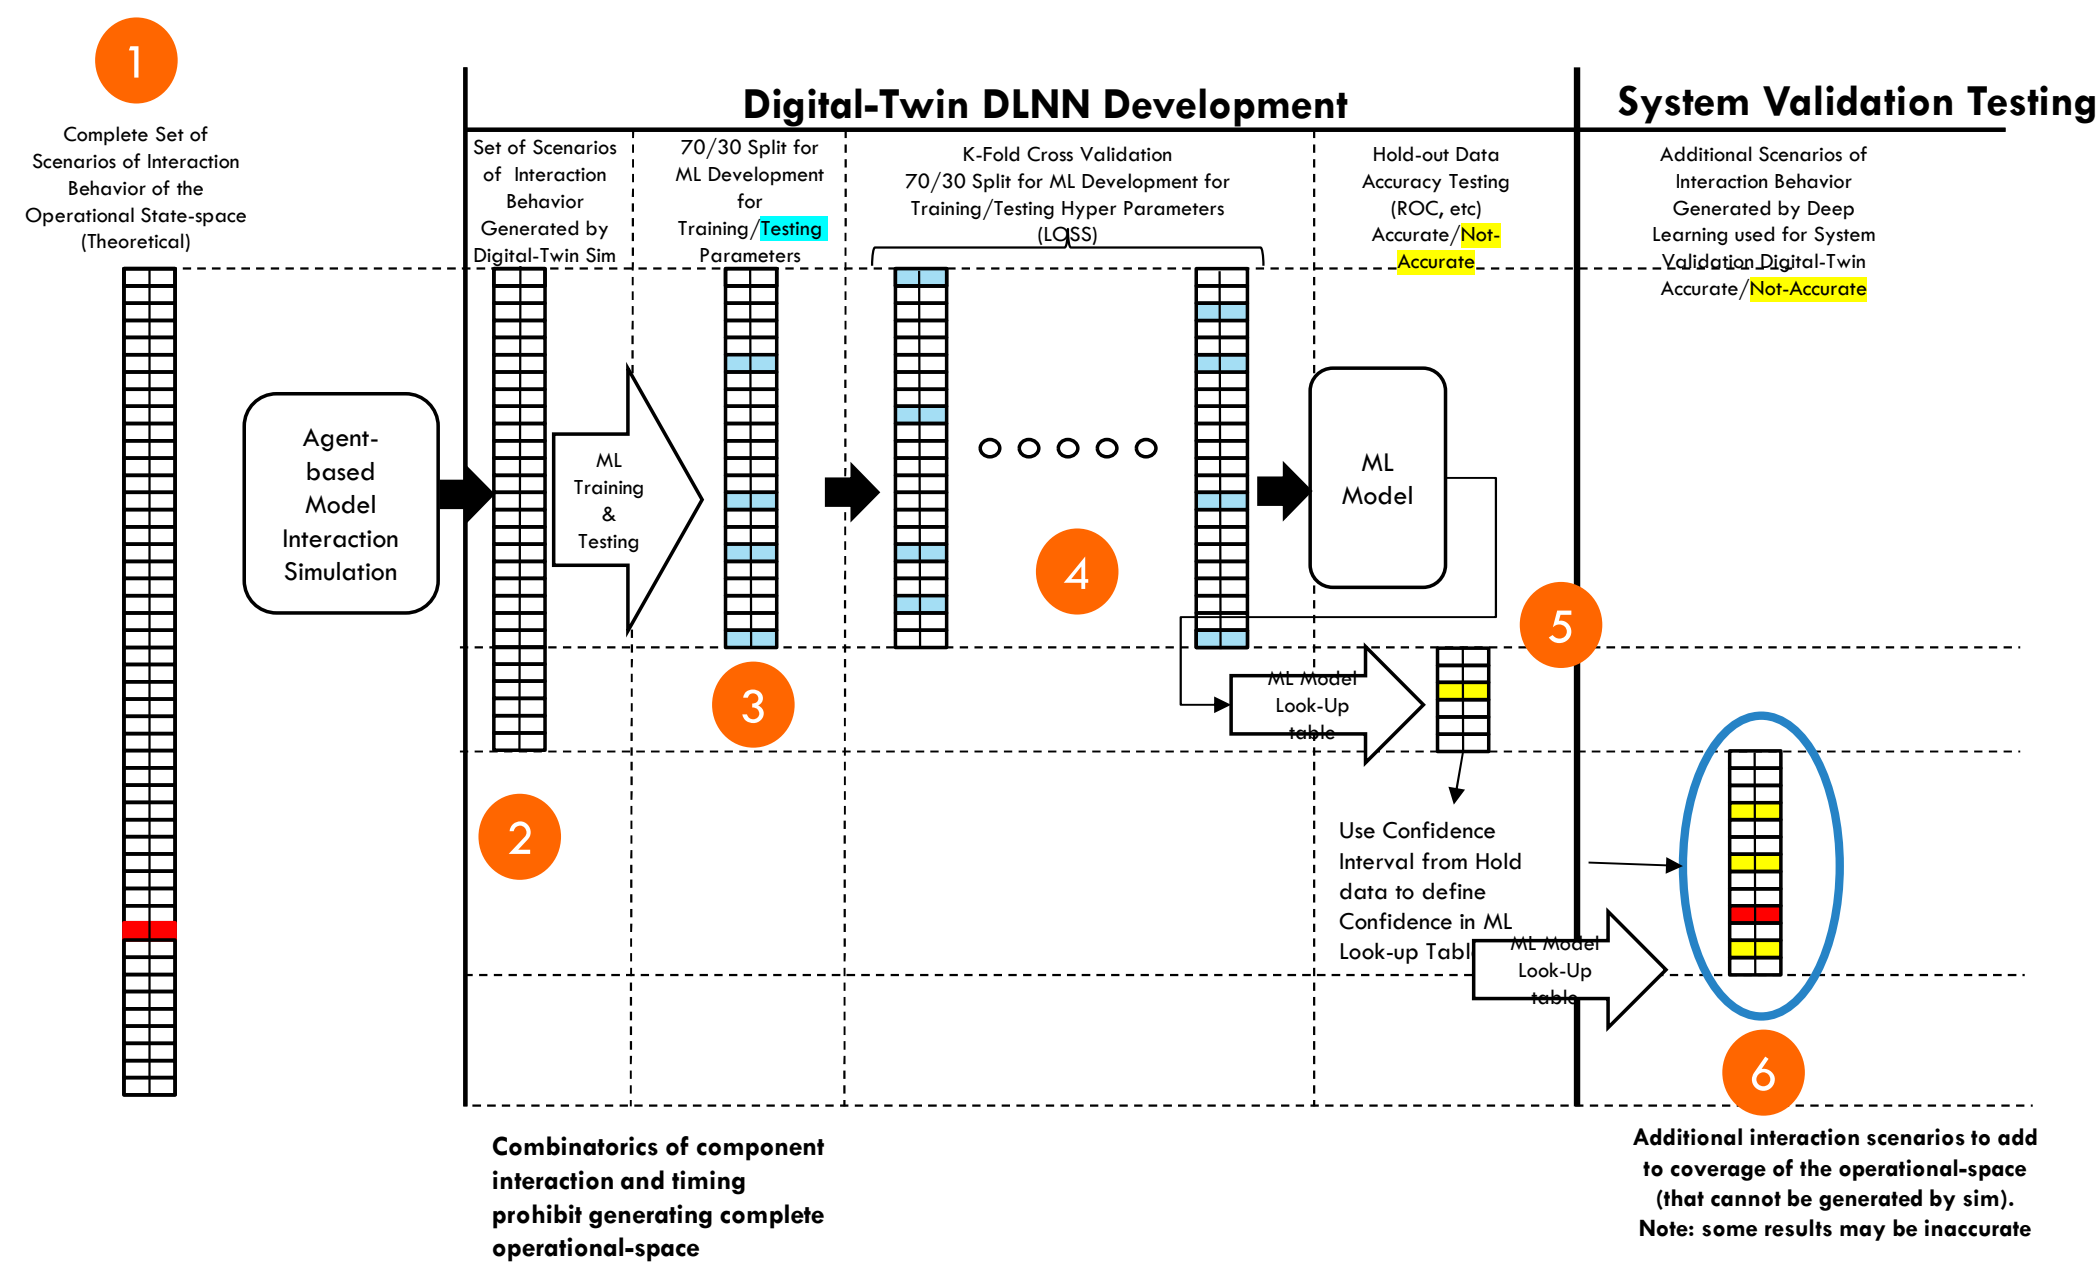 1
Complete Set of
Scenarios of Interaction
Behavior of the
Operational State-space
(Theoretical)
Agent-
based
Model
Interaction
Simulation
Digital-Twin DLNN Development
System Validation Testing
Set of Scenarios
of Interaction
Behavior
Generated by
Digital-Twin Sim
70/30 Split for
ML Development
for
Training/Testing
Parameters
K-Fold Cross Validation
70/30 Split for ML Development for
Training/Testing Hyper Parameters
(LOSS)
Hold-out Data
Accuracy Testing
(ROC, etc)
Accurate/Not-
Accurate
Additional Scenarios of
Interaction Behavior
Generated by Deep
Learning used for System
Validation Digital-Twin
Accurate/Not-Accurate
ML
Training
&
Testing
ML
Model
4
5
3
2
ML Model
Look-Up
table
Use Confidence
Interval from Hold
data to define
Confidence in ML
Look-up Table
ML Model
Look-Up
table
6
Combinatorics of component
interaction and timing
prohibit generating complete
operational-space
Additional interaction scenarios to add
to coverage of the operational-space
(that cannot be generated by sim).
Note: some results may be inaccurate